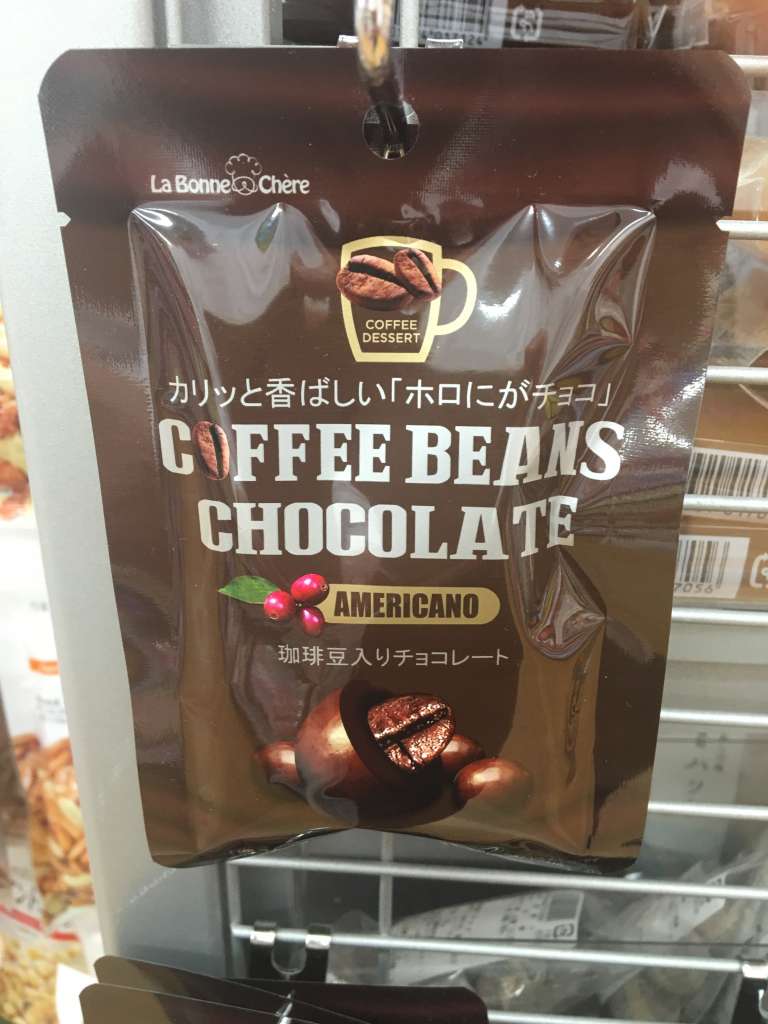 La Bonne Chère
COFFEE
DESSERT
カリッと香ばしい「ホロにがチョコ」
COFFEE BEANS
CHOCOLATE
AMERICANO
珈琲豆入りチョコレート
7056